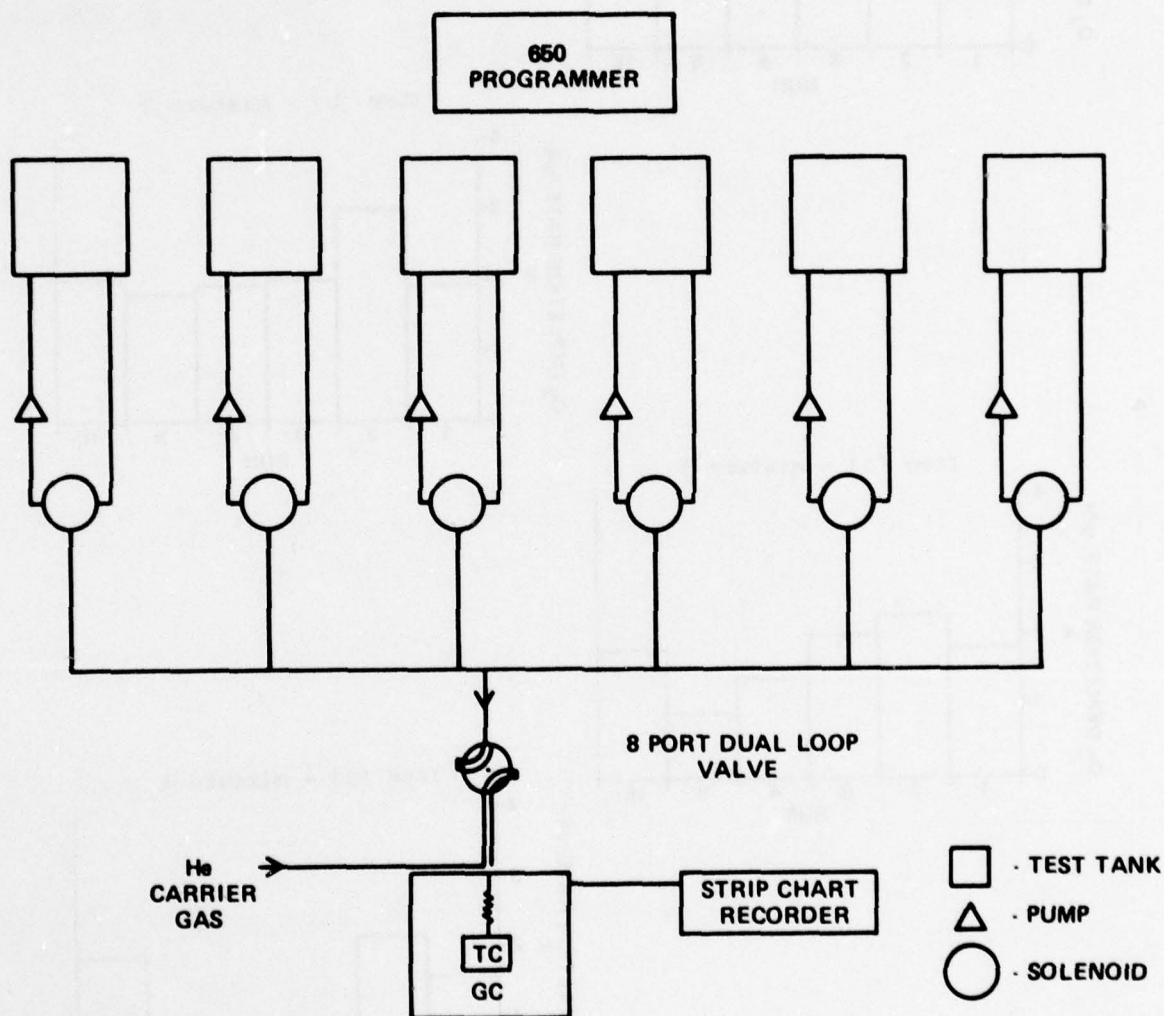 650
PROGRAMMER
8 PORT DUAL LOOP
VALVE
He
CARRIER
GAS
STRIP CHART
RECORDER
TC
GC
- TEST TANK
- PUMP
- SOLENOID